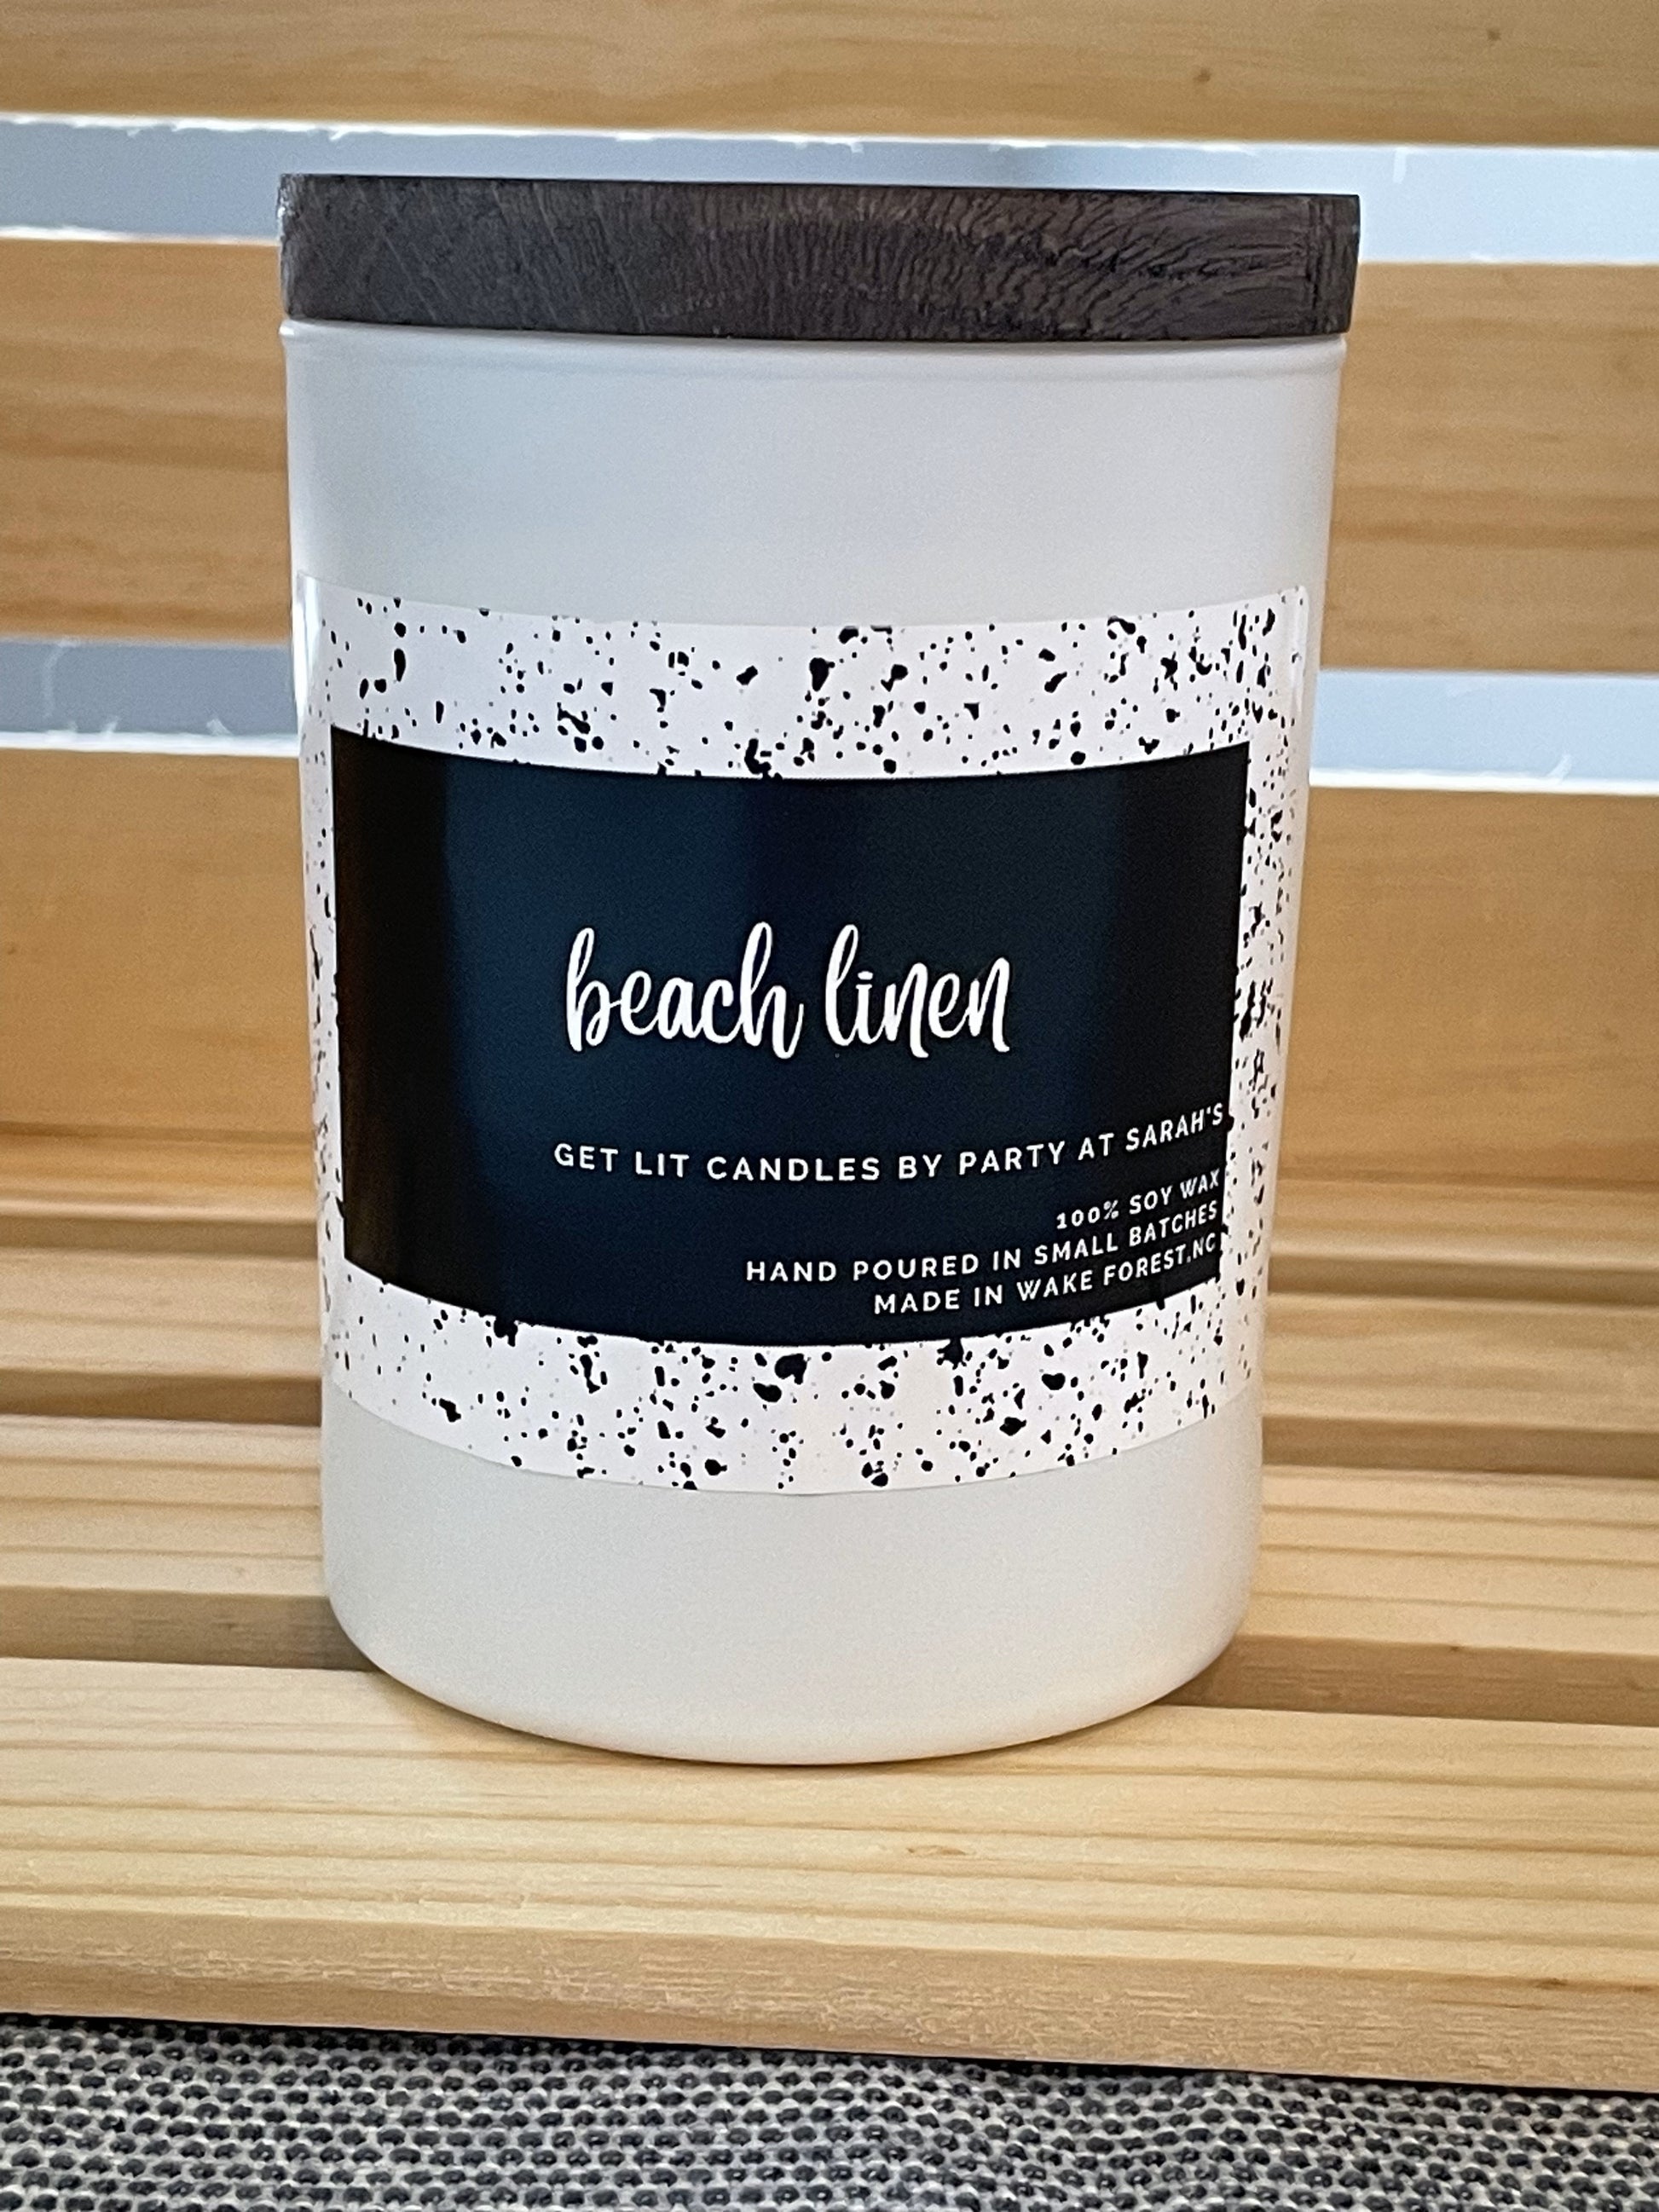 beach linen
GET LIT CANDLES BY PARTY AT SARAH'S
100% SOY WAX
HAND POURED IN SMALL BATCHES
MADE IN WAKE FOREST,NC